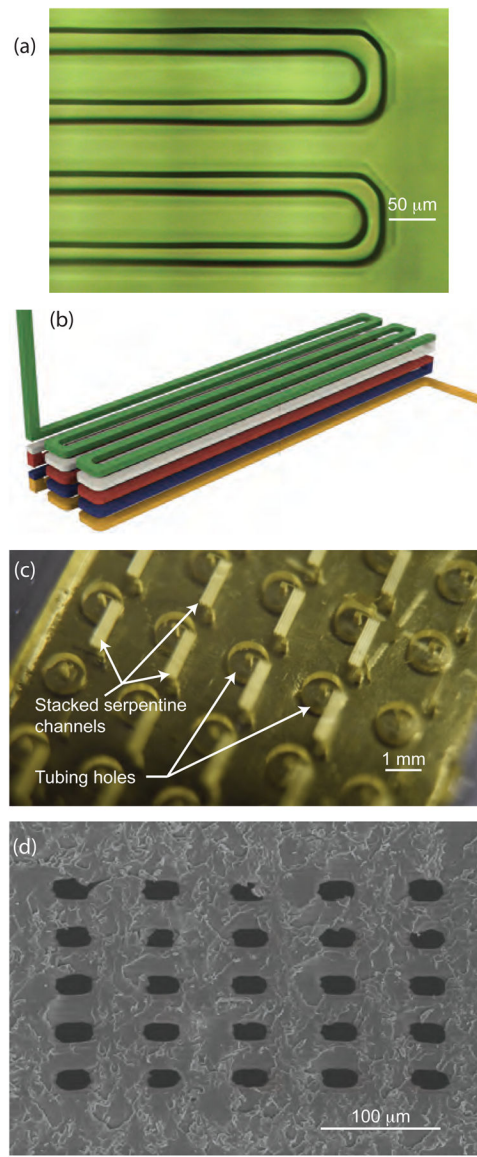 (a)
50 μm
(b)
(c)
Stacked serpentine
channels
Tubing holes
1 mm
(d)
100 μm